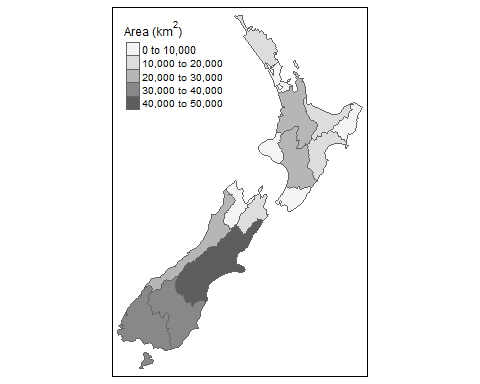 Area (km²)
0 to 10,000
10,000 to 20,000
20,000 to 30,000
30,000 to 40,000
40,000 to 50,000